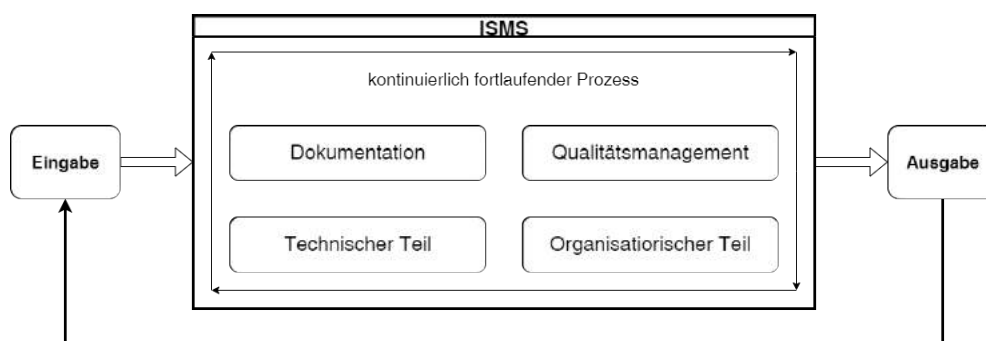 ISMS
kontinuierlich fortlaufender Prozess
Eingabe
Dokumentation
Qualitätsmanagement
Ausgabe
Technischer Teil
Organisatiorischer Teil